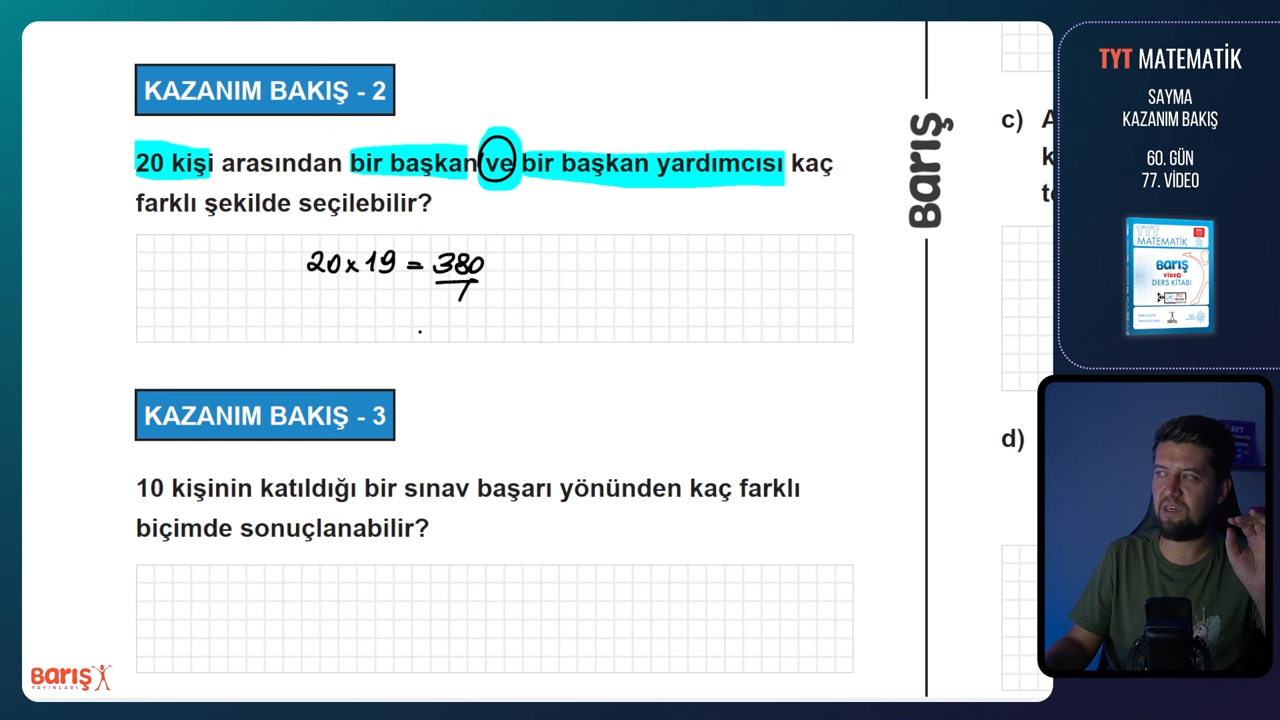 KAZANIM BAKIŞ - 2
20 kişi arasından bir başkan ve bir başkan yardımcısı kaç
farklı şekilde seçilebilir?
20 x 19 = 380
KAZANIM BAKIŞ - 3
10 kişinin katıldığı bir sınav başarı yönünden kaç farklı
biçimde sonuçlanabilir?
BARIŞ
YAYINLARI
Barış
c)
d)
TYT MATEMATİK
SAYMA
KAZANIM BAKIŞ
60. GÜN
77. VİDEO
TYT
MATEMATİK
BARIŞ
VİDEO
DERS KİTABI